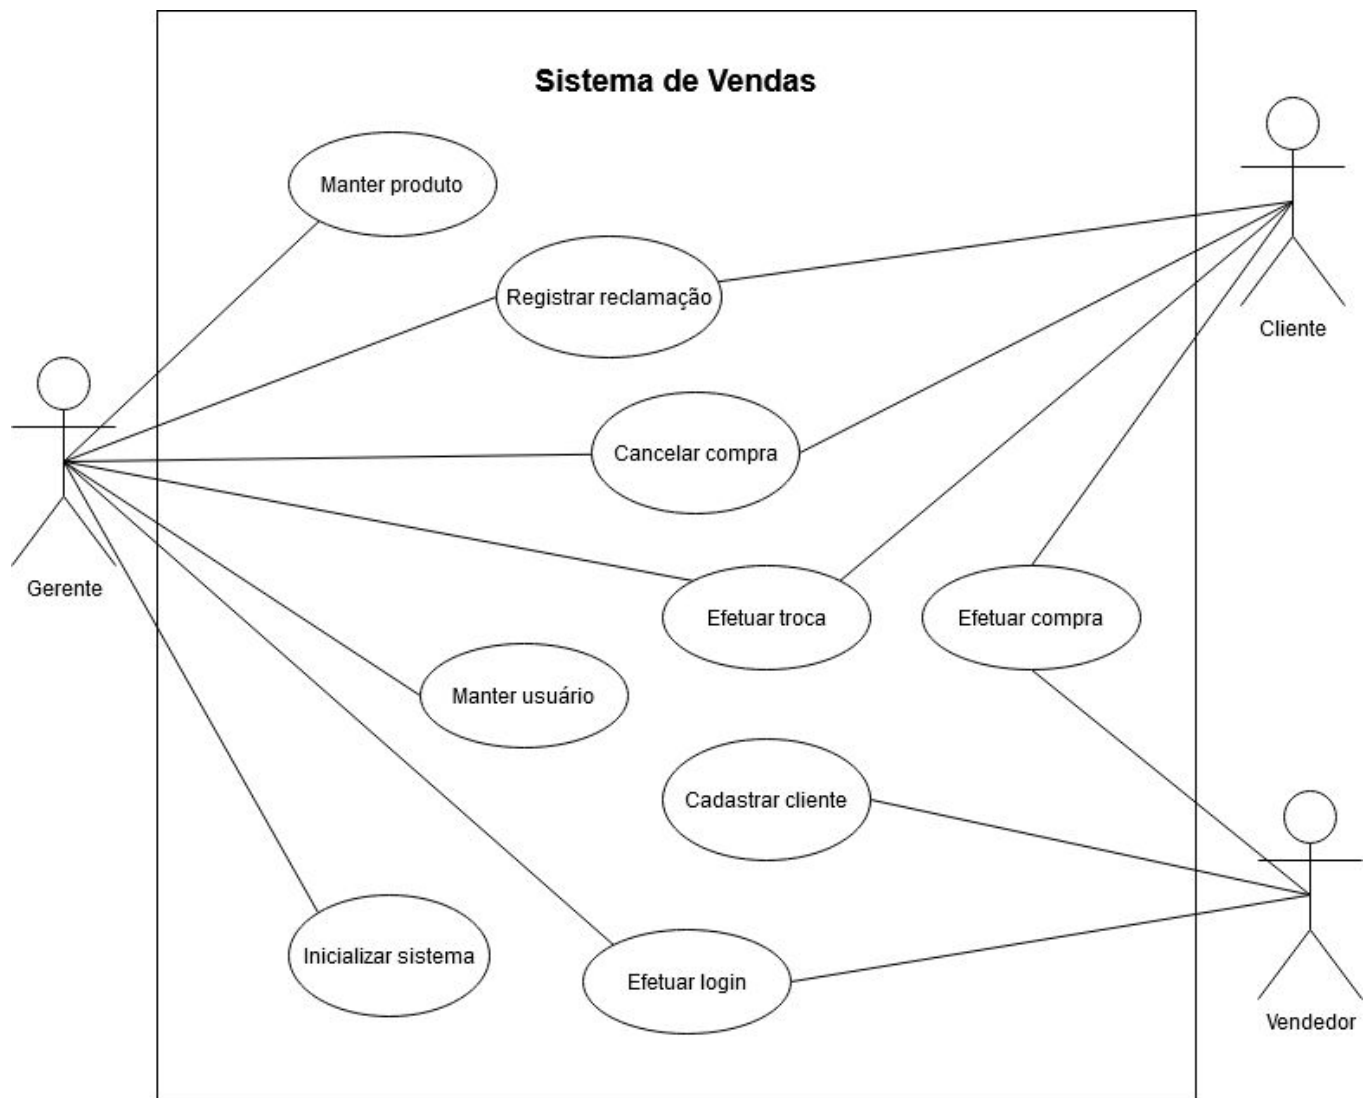 Sistema de Vendas
Manter produto
Registrar reclamação
Cliente
Cancelar compra
Gerente
Efetuar troca
Efetuar compra
Manter usuário
Cadastrar cliente
Inicializar sistema
Efetuar login
Vendedor